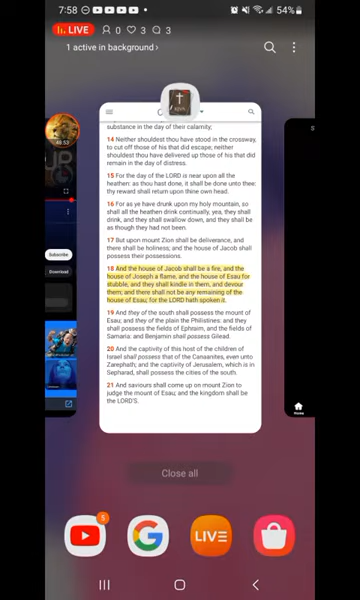 7:58
54%
LIVE 0 3 3
1 active in background >
substance in the day of their calamity;
14 Neither shouldest thou have stood in the crossway,
to cut off those of his that did escape; neither
shouldest thou have delivered up those of his that did
remain in the day of distress.
15 For the day of the LORD is near upon all the
heathen: as thou hast done, it shall be done unto thee:
thy reward shall return upon thine own head.
16 For as ye have drunk upon my holy mountain, so
shall all the heathen drink continually, yea, they shall
drink, and they shall swallow down, and they shall be
as though they had not been.
17 But upon mount Zion shall be deliverance, and
there shall be holiness; and the house of Jacob shall
possess their possessions.
18 And the house of Jacob shall be a fire, and the
house of Joseph a flame, and the house of Esau for
stubble, and they shall kindle in them, and devour
them; and there shall not be any remaining of the
house of Esau; for the LORD hath spoken it.
19 And they of the south shall possess the mount of
Esau; and they of the plain the Philistines: and they
shall possess the fields of Ephraim, and the fields of
Samaria: and Benjamin shall possess Gilead.
20 And the captivity of this host of the children of
Israel shall possess that of the Canaanites, even unto
Zarephath; and the captivity of Jerusalem, which is in
Sepharad, shall possess the cities of the south.
21 And saviours shall come up on mount Zion to
judge the mount of Esau; and the kingdom shall be
the LORD'S.
Subscribe
Download
Home
Close all
5
LIVE